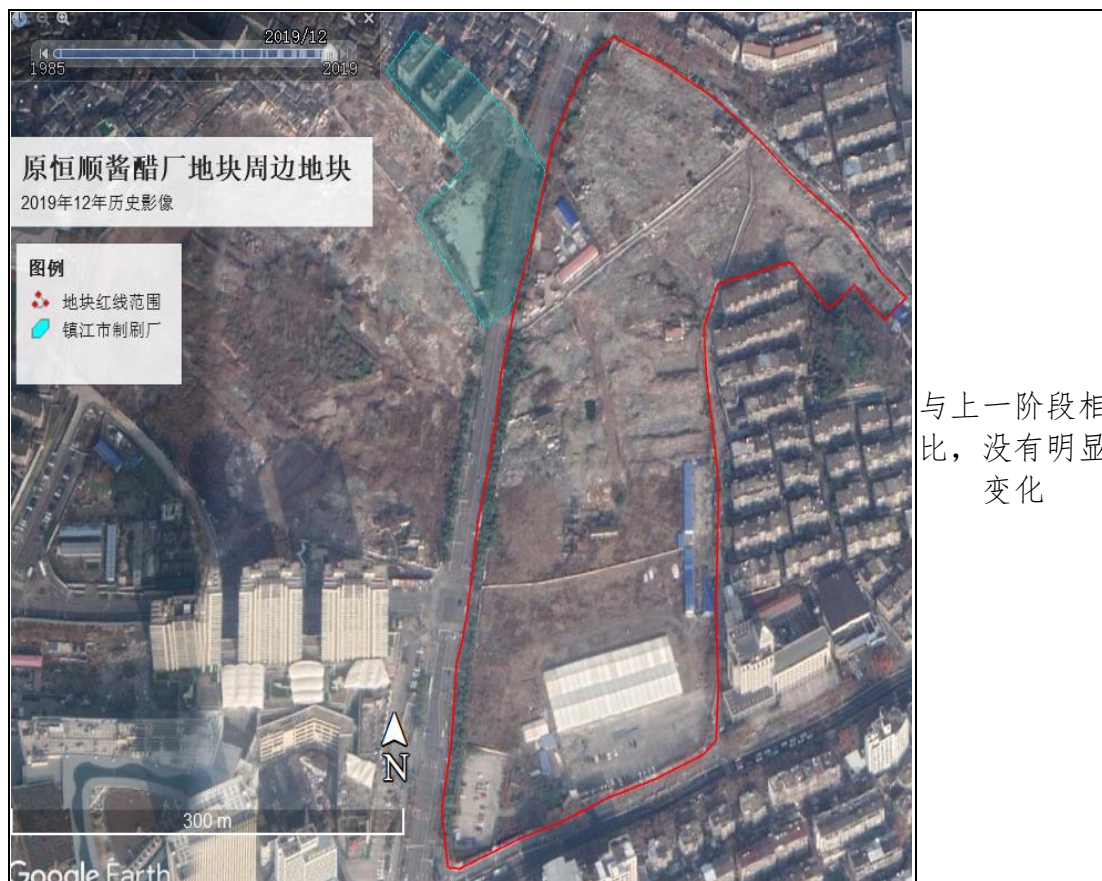 2019/12
1985
2019
原恒顺酱醋厂地块周边地块
2019年12年历史影像
图例
地块红线范围
镇江市制刷厂
与上一阶段相
比，没有明显
变化
N
300 m
Google Earth